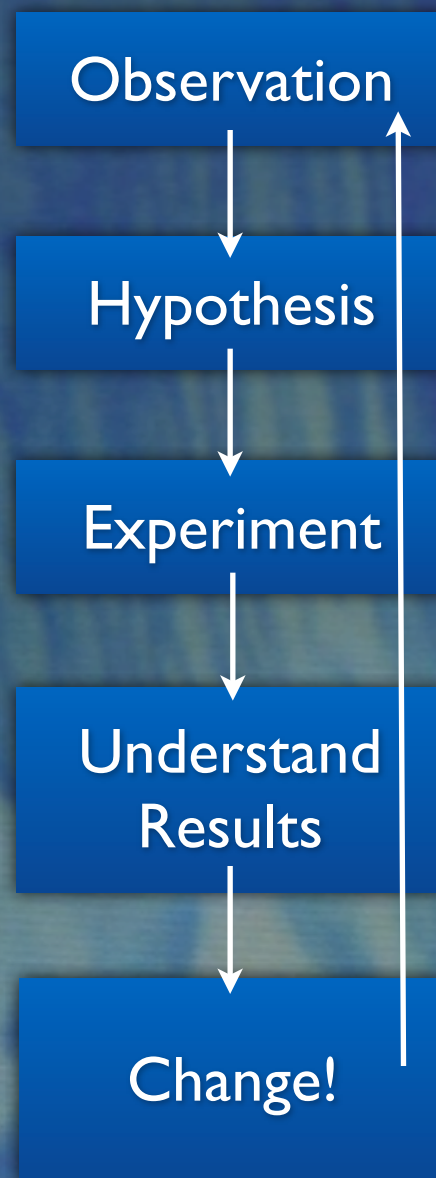 Observation
Hypothesis
Experiment
Understand
Results
Change!